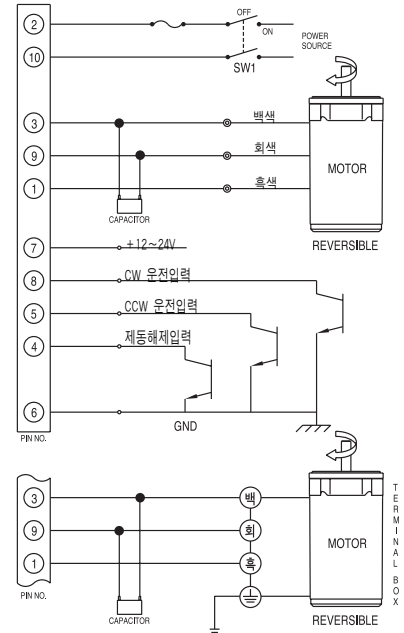 2
OFF
ON
POWER
SOURCE
10
SW1
3
백색
9
회색
MOTOR
1
흑색
CAPACITOR
REVERSIBLE
7
+12~24V
8
CW 운전입력
5
CCW 운전입력
4
제동해제입력
6
GND
PIN NO.
3
백
9
회
MOTOR
1
흑
PIN NO.
CAPACITOR
REVERSIBLE
TERMINAL BOX